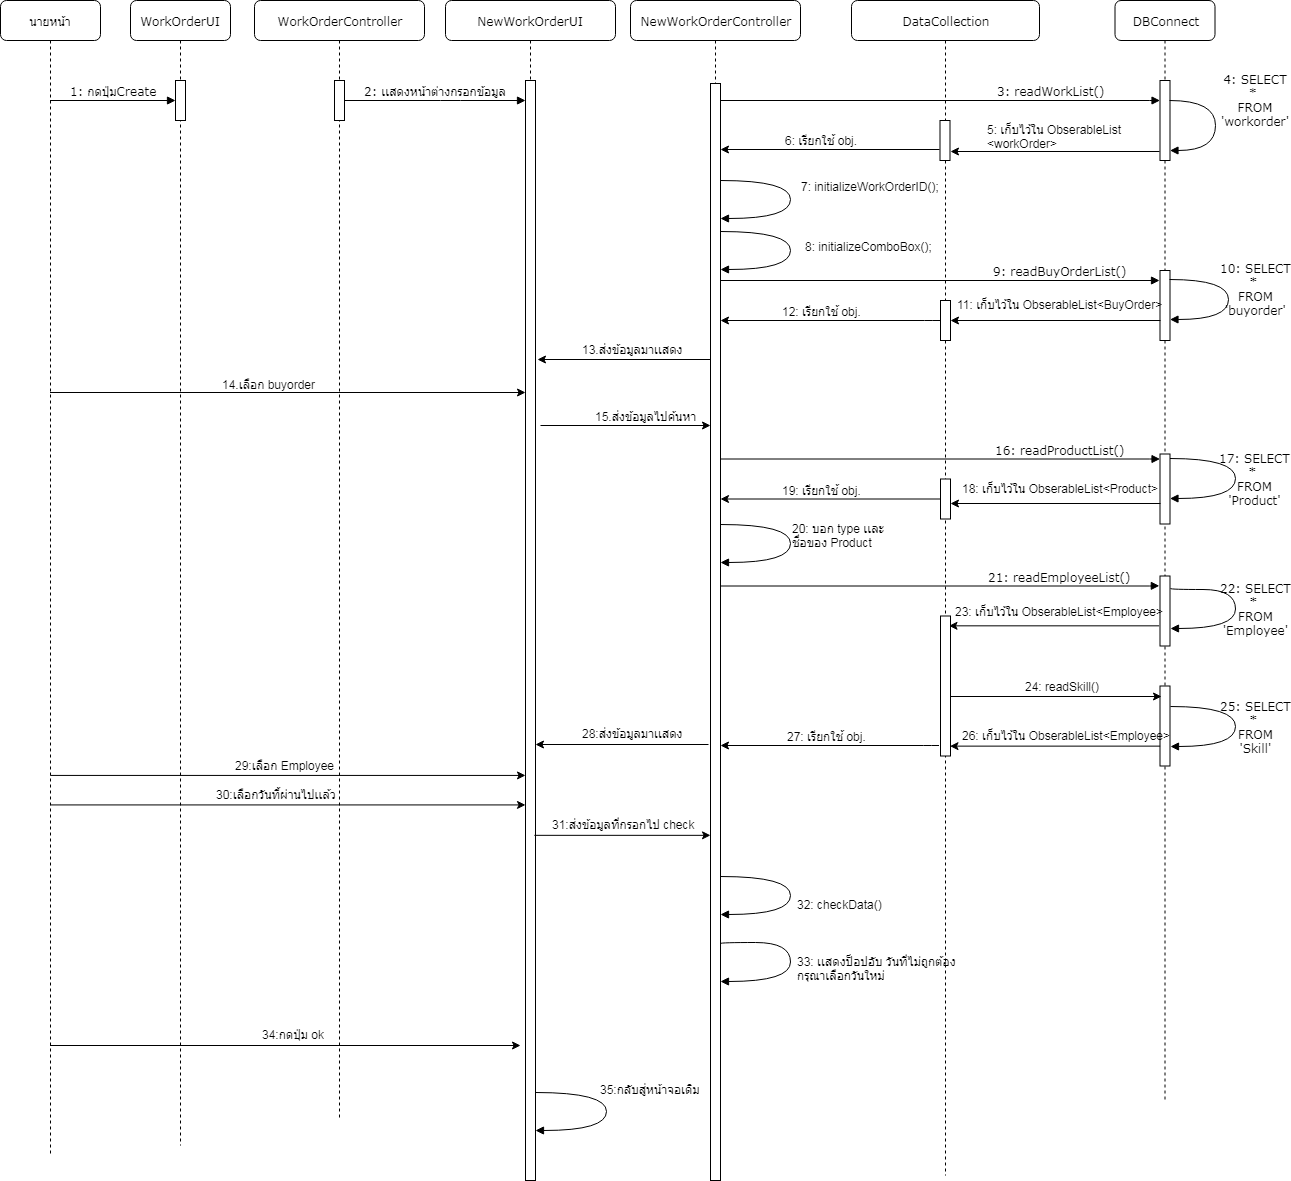 นายหน้า
WorkOrderUI
WorkOrderController
NewWorkOrderUI
NewWorkOrderController
DataCollection
DBConnect
1: กดปุ่มCreate
2: แสดงหน้าต่างกรอกข้อมูล
3: readWorkList()
4: SELECT
*
FROM
'workorder'
5: เก็บไว้ใน ObserableList
<workOrder>
6: เรียกใช้ obj.
7: initializeWorkOrderID();
8: initializeComboBox();
9: readBuyOrderList()
10: SELECT
*
FROM
'buyorder'
11: เก็บไว้ใน ObserableList<BuyOrder>
12: เรียกใช้ obj.
13.ส่งข้อมูลมาแสดง
14.เลือก buyorder
15.ส่งข้อมูลไปค้นหา
16: readProductList()
17: SELECT
*
FROM
'Product'
18: เก็บไว้ใน ObserableList<Product>
19: เรียกใช้ obj.
20: บอก type และ
ชื่อของ Product
21: readEmployeeList()
22: SELECT
*
FROM
'Employee'
23: เก็บไว้ใน ObserableList<Employee>
24: readSkill()
25: SELECT
*
FROM
'Skill'
26: เก็บไว้ใน ObserableList<Employee>
27: เรียกใช้ obj.
28:ส่งข้อมูลมาแสดง
29:เลือก Employee
30:เลือกวันที่ผ่านไปแล้ว
31:ส่งข้อมูลที่กรอกไป check
32: checkData()
33: แสดงป็อปอับ วันที่ไม่ถูกต้อง
กรุณาเลือกวันใหม่
34:กดปุ่ม ok
35:กลับสู่หน้าจอเดิม